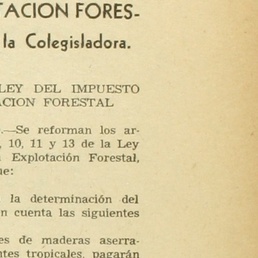 TACION FORES-
la Colegisladora.
LEY DEL IMPUESTO
ACION FORESTAL
.—Se reforman los ar-
, 10, 11 y 13 de la Ley
Explotación Forestal,
ue:
la determinación del
n cuenta las siguientes
es de maderas aserra-
ntes tropicales, pagarán